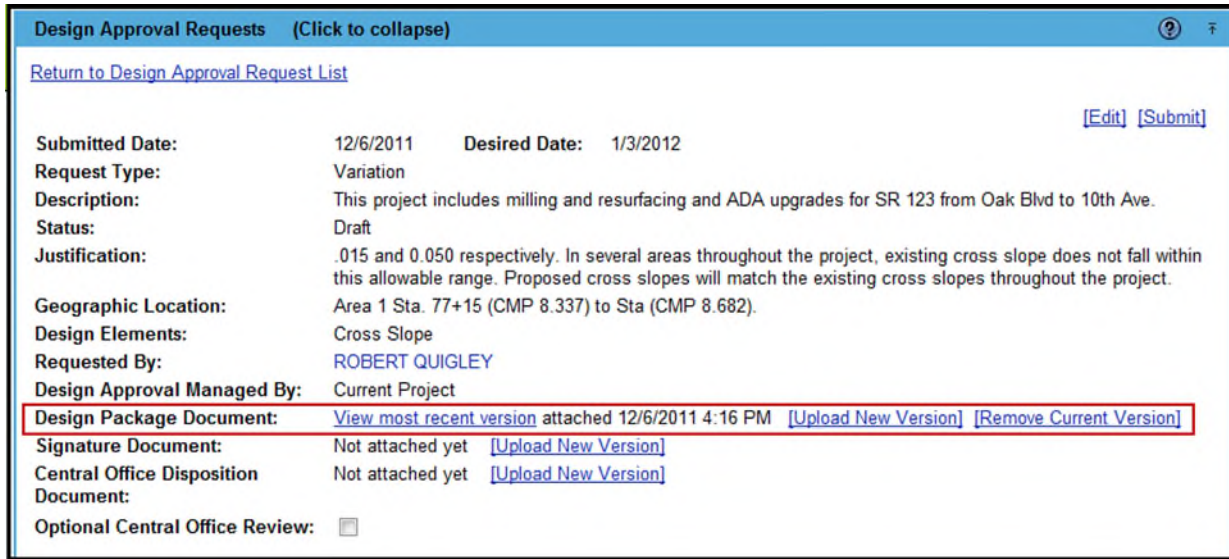 Design Approval Requests (Click to collapse) ?
Return to Design Approval Request List
[Edit] [Submit]
Submitted Date: 12/6/2011 Desired Date: 1/3/2012
Request Type: Variation
Description: This project includes milling and resurfacing and ADA upgrades for SR 123 from Oak Blvd to 10th Ave.
Status: Draft
Justification: .015 and 0.050 respectively. In several areas throughout the project, existing cross slope does not fall within
this allowable range. Proposed cross slopes will match the existing cross slopes throughout the project.
Geographic Location: Area 1 Sta. 77+15 (CMP 8.337) to Sta (CMP 8.682).
Design Elements: Cross Slope
Requested By: ROBERT QUIGLEY
Design Approval Managed By: Current Project
Design Package Document: View most recent version attached 12/6/2011 4:16 PM [Upload New Version] [Remove Current Version]
Signature Document: Not attached yet [Upload New Version]
Central Office Disposition Not attached yet [Upload New Version]
Document:
Optional Central Office Review: